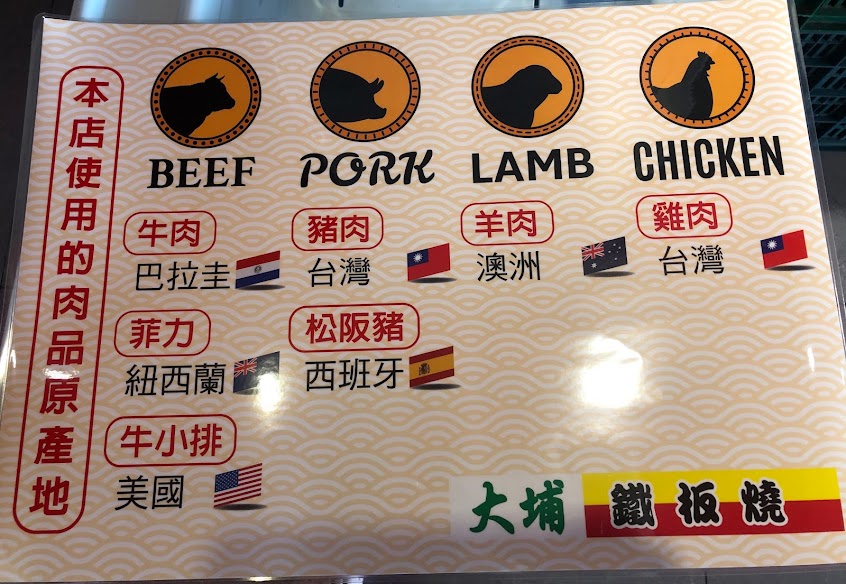 本店使用的肉品原產地
BEEF
牛肉
巴拉圭
菲力
紐西蘭
牛小排
美國
PORK
豬肉
台灣
松阪豬
西班牙
LAMB
羊肉
澳洲
CHICKEN
雞肉
台灣
大埔 鐵板燒